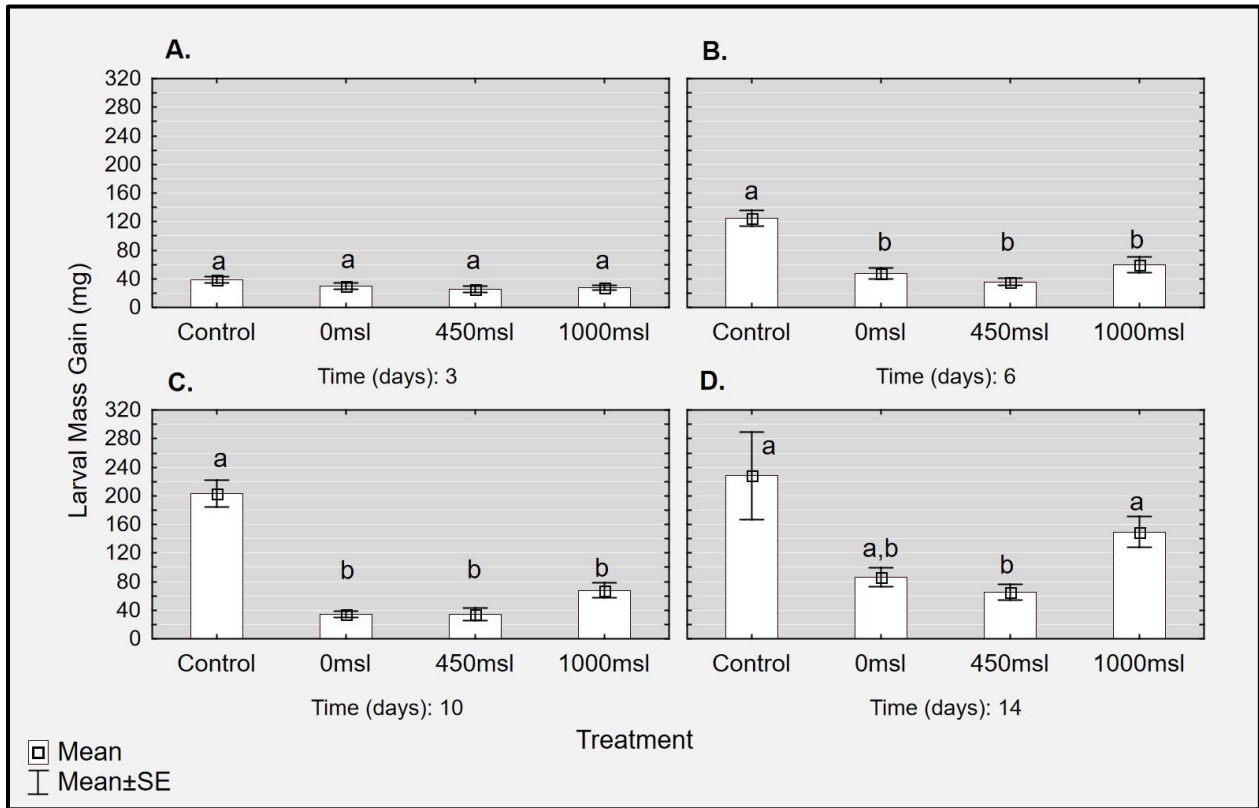 A.
B.
320
280
240
200
160
120
80
40
0
a
a
a
a
a
b
b
b
Control
0msl
450msl
1000msl
Control
0msl
450msl
1000msl
Time (days): 3
Time (days): 6
C.
D.
320
280
240
200
160
120
80
40
0
a
b
b
b
a
a,b
b
a
Control
0msl
450msl
1000msl
Control
0msl
450msl
1000msl
Time (days): 10
Time (days): 14
Larval Mass Gain (mg)
Treatment
Mean
Mean±SE